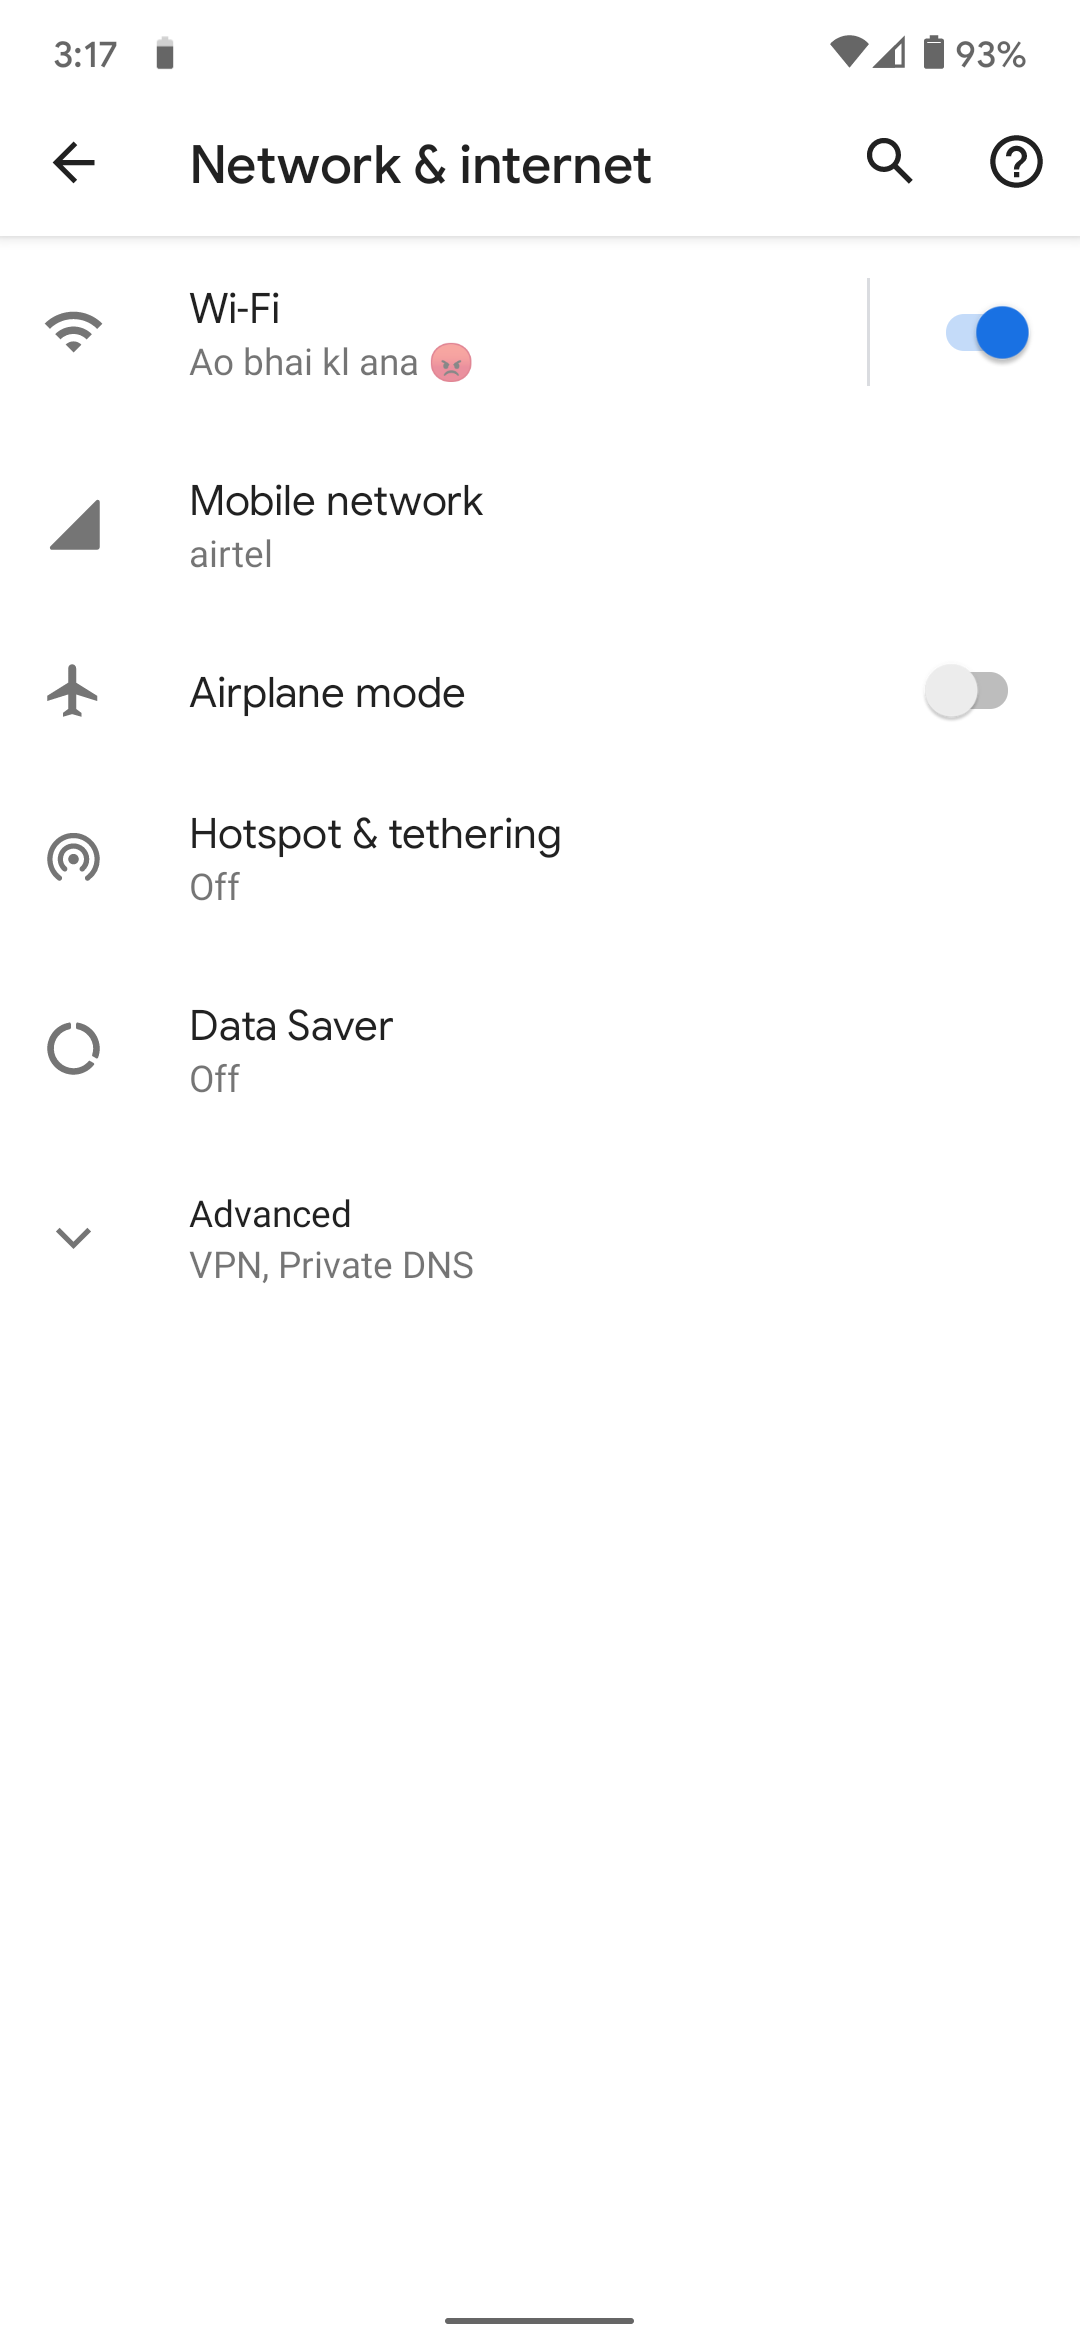 3:17 93%
Network & internet
Wi-Fi
Ao bhai kl ana 😡
Mobile network
airtel
Airplane mode
Hotspot & tethering
Off
Data Saver
Off
Advanced
VPN, Private DNS